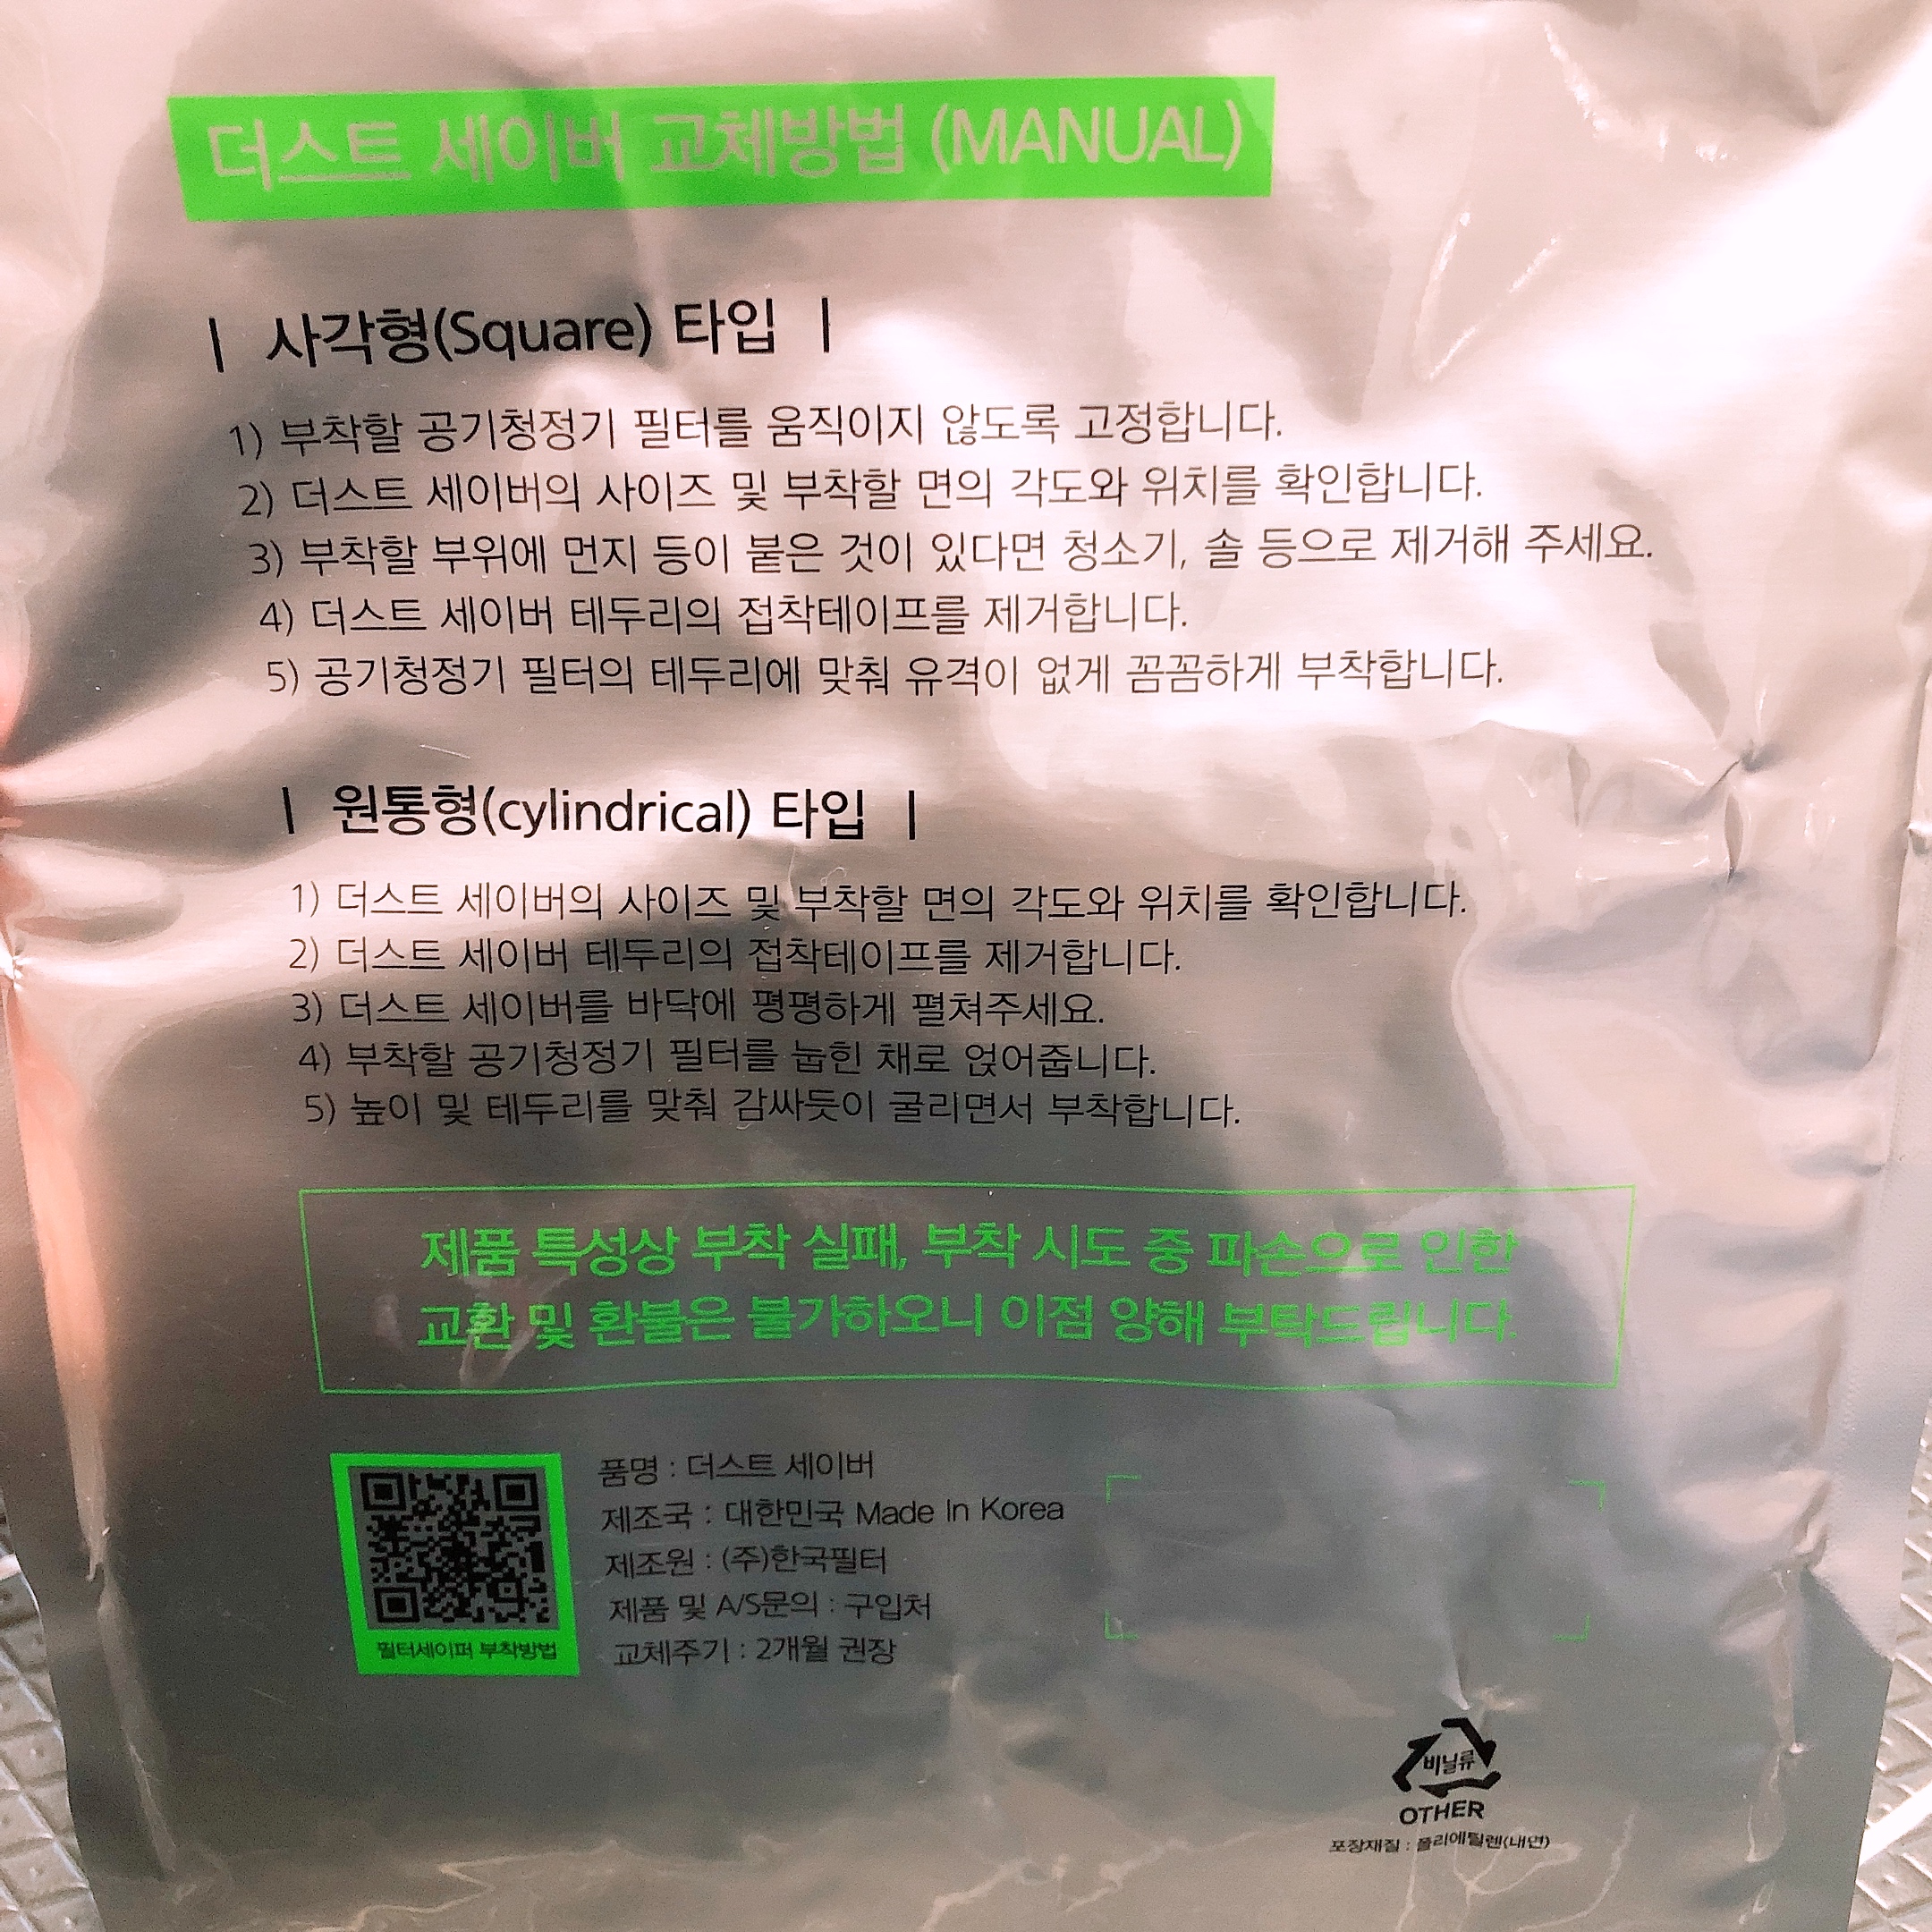 더스트 세이버 교체방법 (MANUAL)
| 사각형(Square) 타입 |
1) 부착할 공기청정기 필터를 움직이지 않도록 고정합니다.
2) 더스트 세이버의 사이즈 및 부착할 면의 각도와 위치를 확인합니다.
3) 부착할 부위에 먼지 등이 붙은 것이 있다면 청소기, 솔 등으로 제거해 주세요.
4) 더스트 세이버 테두리의 접착테이프를 제거합니다.
5) 공기청정기 필터의 테두리에 맞춰 유격이 없게 꼼꼼하게 부착합니다.
| 원통형(cylindrical) 타입 |
1) 더스트 세이버의 사이즈 및 부착할 면의 각도와 위치를 확인합니다.
2) 더스트 세이버 테두리의 접착테이프를 제거합니다.
3) 더스트 세이버를 바닥에 평평하게 펼쳐주세요.
4) 부착할 공기청정기 필터를 눕힌 채로 얹어줍니다.
5) 높이 및 테두리를 맞춰 감싸듯이 굴리면서 부착합니다.
제품 특성상 부착 실패, 부착 시도 중 파손으로 인한
교환 및 환불은 불가하오니 이점 양해 부탁드립니다.
품명 : 더스트 세이버
제조국 : 대한민국 Made In Korea
제조원 : (주)한국필터
제품 및 A/S문의 : 구입처
교체주기 : 2개월 권장
필터세이퍼 부착방법
비닐류
OTHER
포장재질 : 폴리에틸렌(내면)